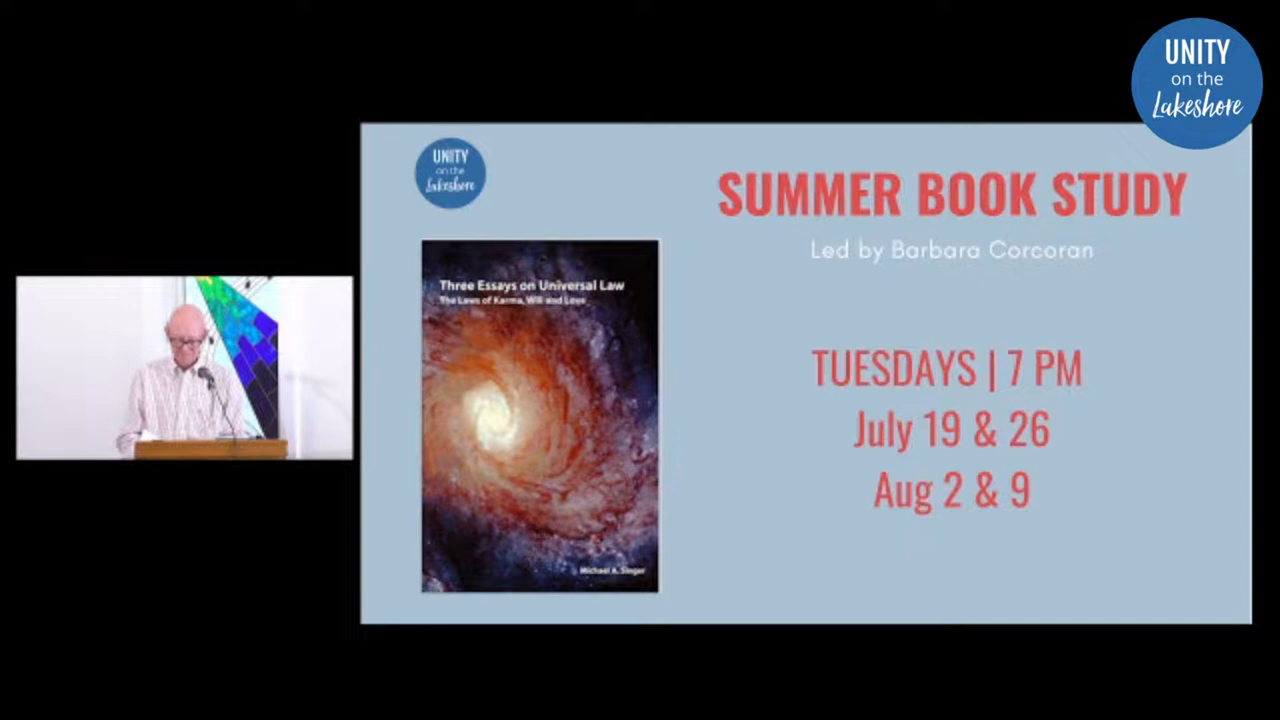 UNITY
on the
Lakeshore
UNITY
on the
Lakeshore
SUMMER BOOK STUDY
Led by Barbara Corcoran
Three Essays on Universal Law
The Laws of Karma, Will and Love
TUESDAYS | 7 PM
July 19 & 26
Aug 2 & 9
Michael A. Singer